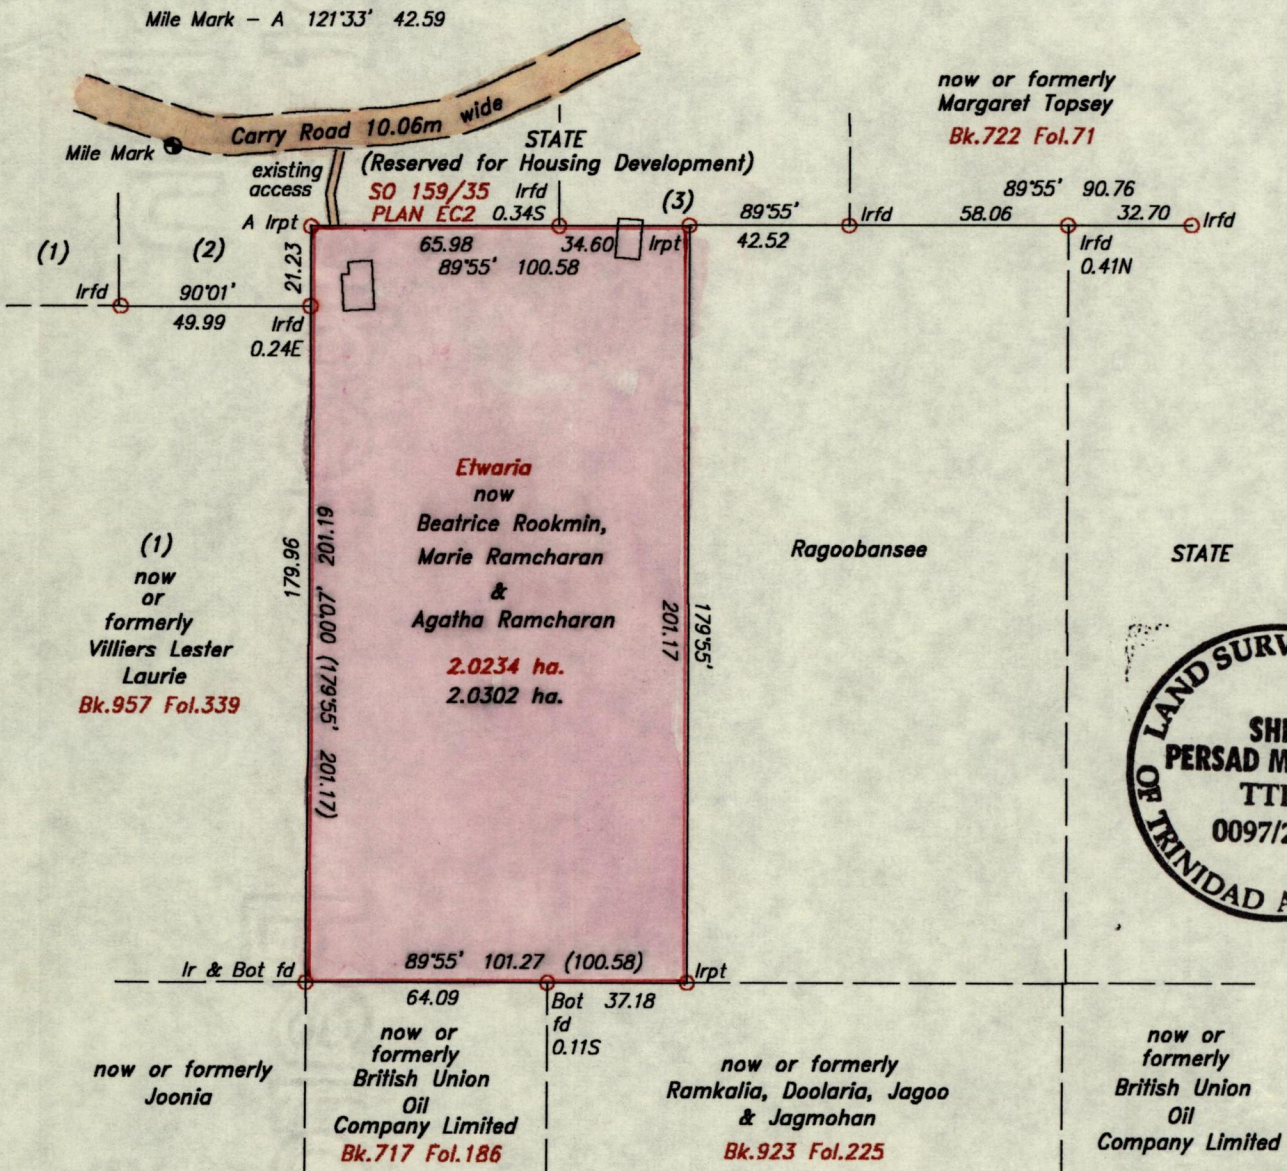 Mile Mark – A 121°33' 42.59
now or formerly
Margaret Topsey
Bk.722 Fol.71
Carry Road 10.06m wide
Mile Mark
existing
access
STATE
(Reserved for Housing Development)
SO 159/35
PLAN EC2
Irfd
0.34S
(3)
89°55'
42.52
Irfd
89°55' 90.76
58.06
32.70
Irfd
Irfd
0.41N
A Irpt
65.98
34.60
Irpt
89°55' 100.58
(1)
(2)
21.23
Irfd
90°01'
49.99
Irfd
0.24E
Etwaria
now
Beatrice Rookmin,
Marie Ramcharan
&
Agatha Ramcharan
2.0234 ha.
2.0302 ha.
(1)
now
or
formerly
Villiers Lester
Laurie
Bk.957 Fol.339
179.96
0°07' 201.19
(179°55' 201.17)
179°55'
201.17
Ragoobansee
STATE
LAND SURV
OF TRINIDAD A
SHI
PERSAD M
0097/2
Ir & Bot fd
89°55' 101.27 (100.58)
Irpt
64.09
Bot 37.18
fd
0.11S
now or formerly
Joonia
now or
formerly
British Union
Oil
Company Limited
Bk.717 Fol.186
now or formerly
Ramkalia, Doolaria, Jagoo
& Jagmohan
Bk.923 Fol.225
now or
formerly
British Union
Oil
Company Limited